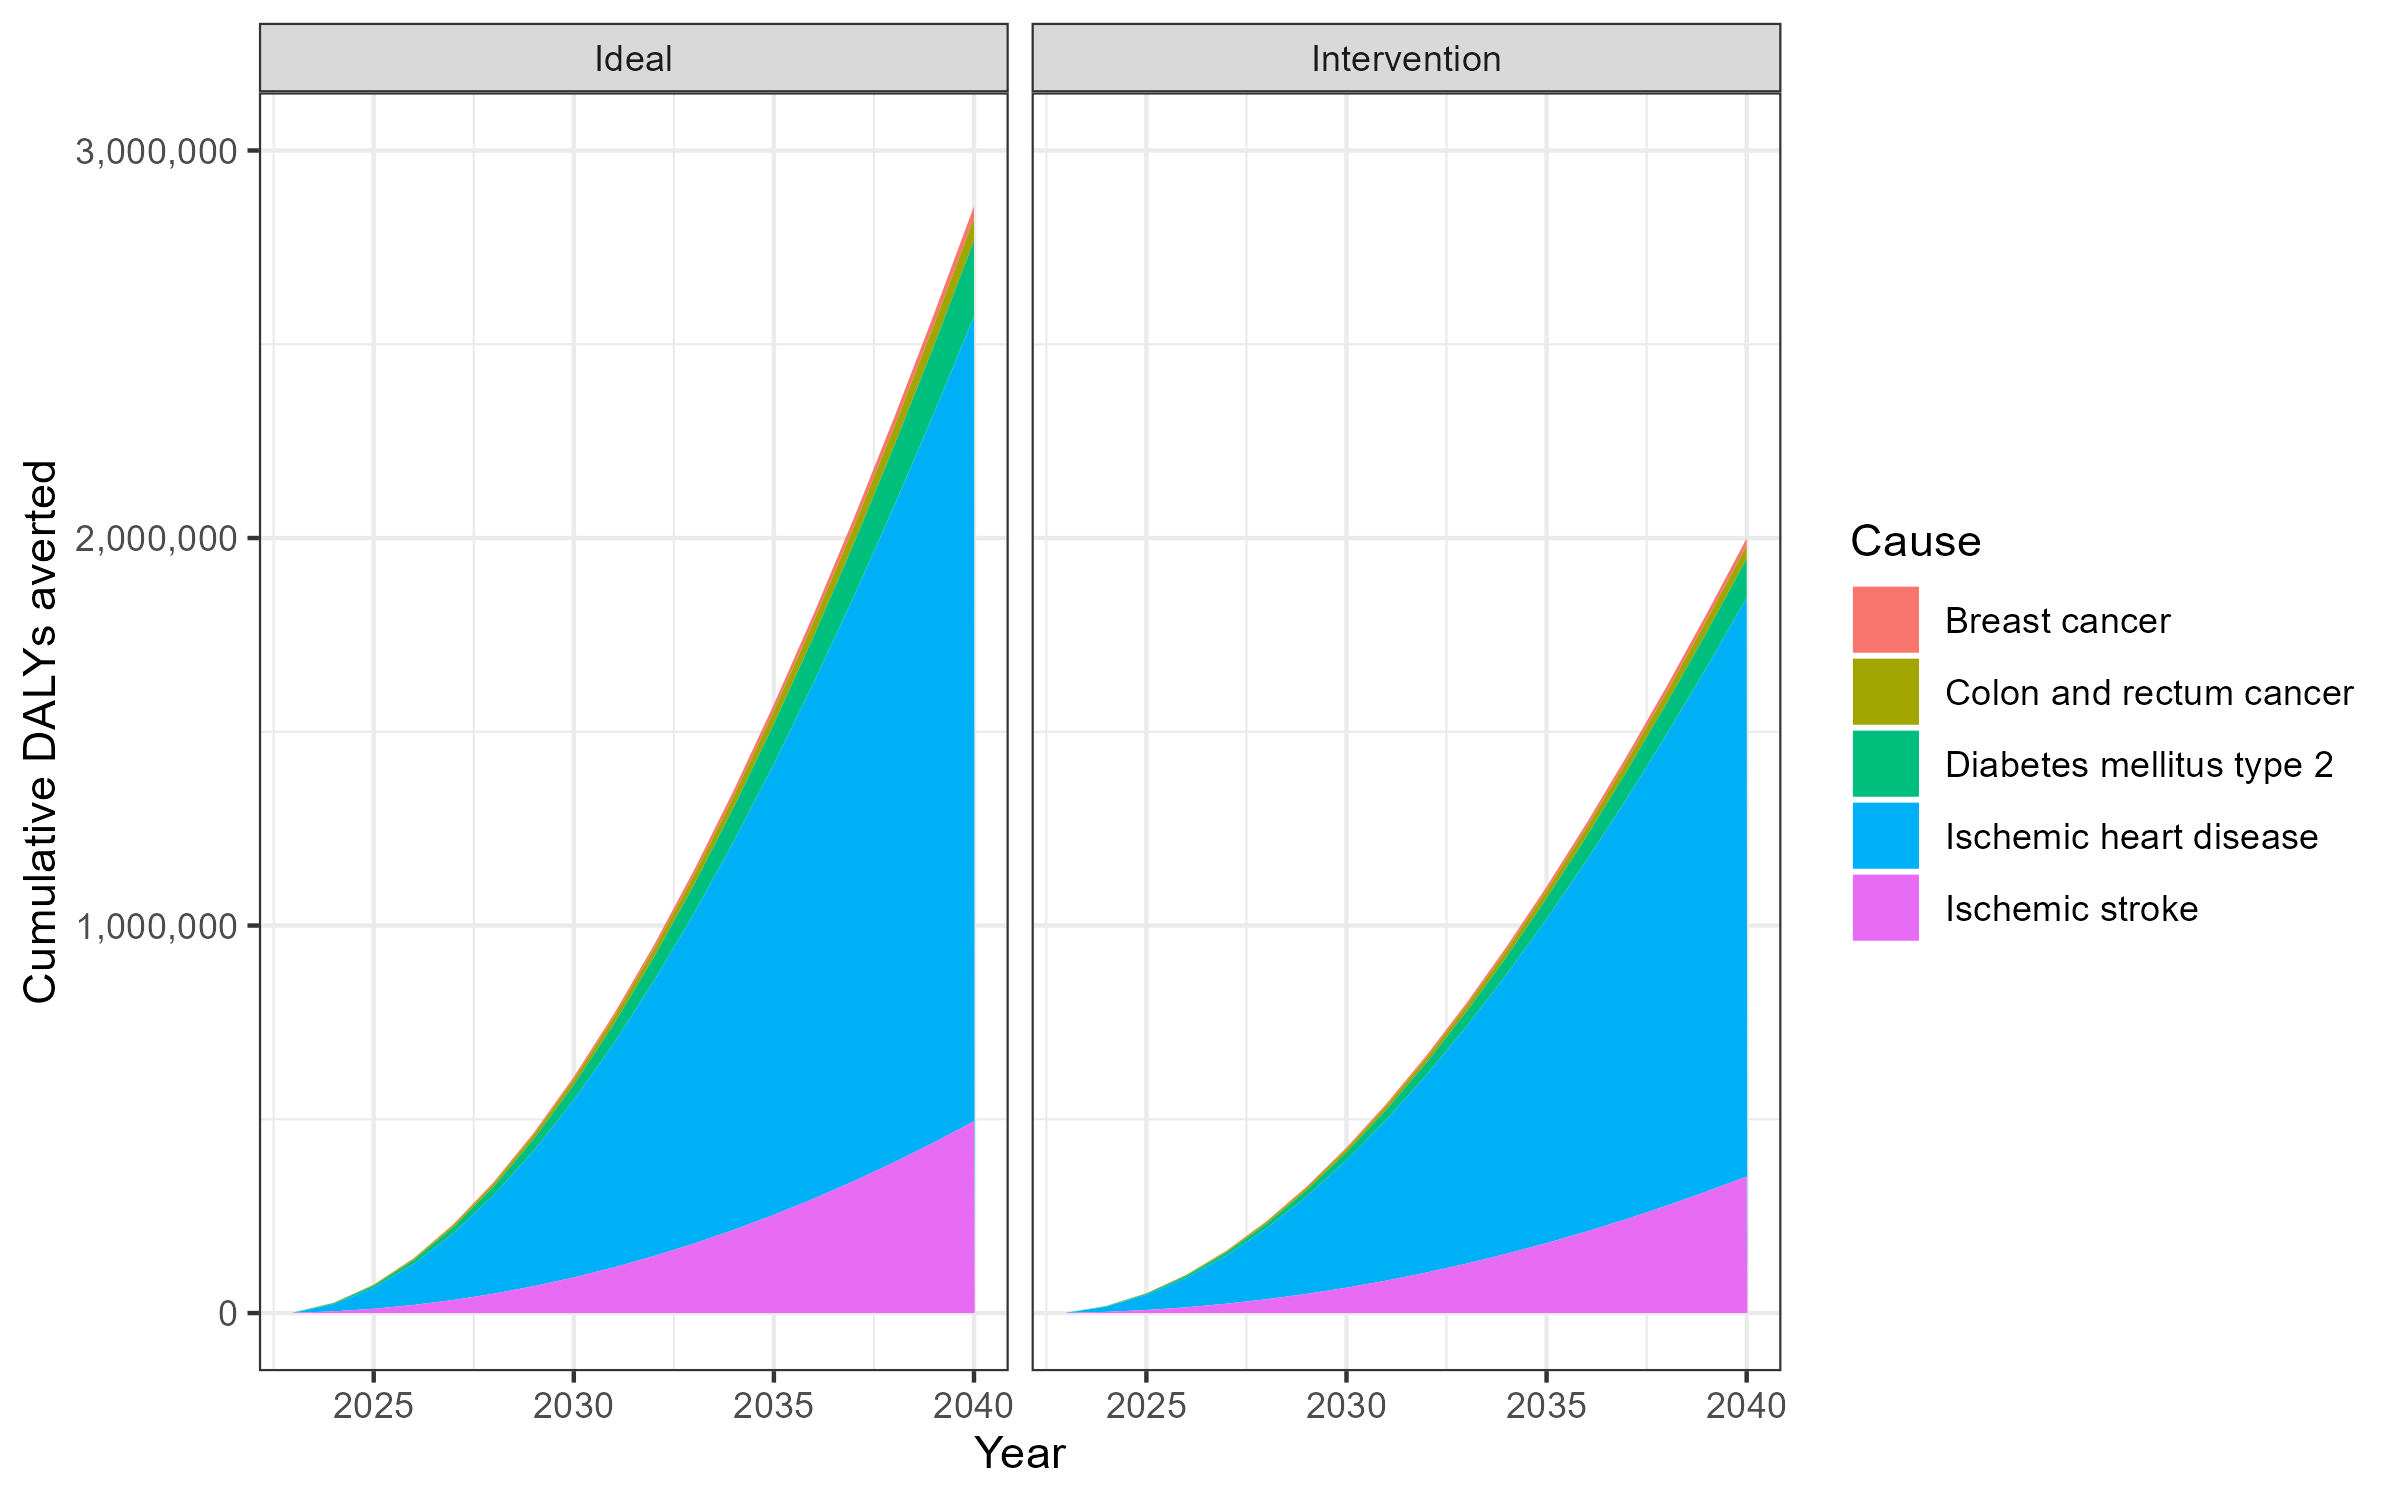 Ideal
Intervention
3,000,000
2,000,000
1,000,000
0
Cumulative DALYs averted
2025 2030 2035 2040
2025 2030 2035 2040
Year
Cause
Breast cancer
Colon and rectum cancer
Diabetes mellitus type 2
Ischemic heart disease
Ischemic stroke